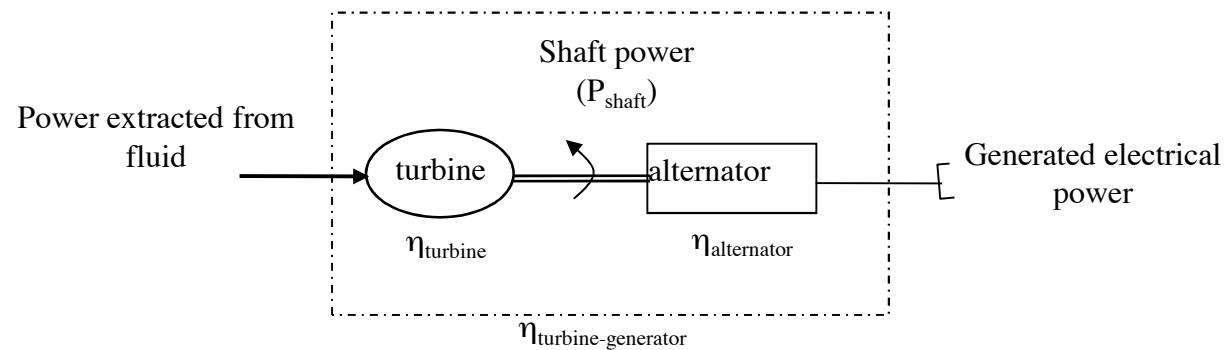 Shaft power
(P_shaft)
Power extracted from
fluid
turbine
alternator
Generated electrical
power
η_turbine
η_alternator
η_turbine-generator